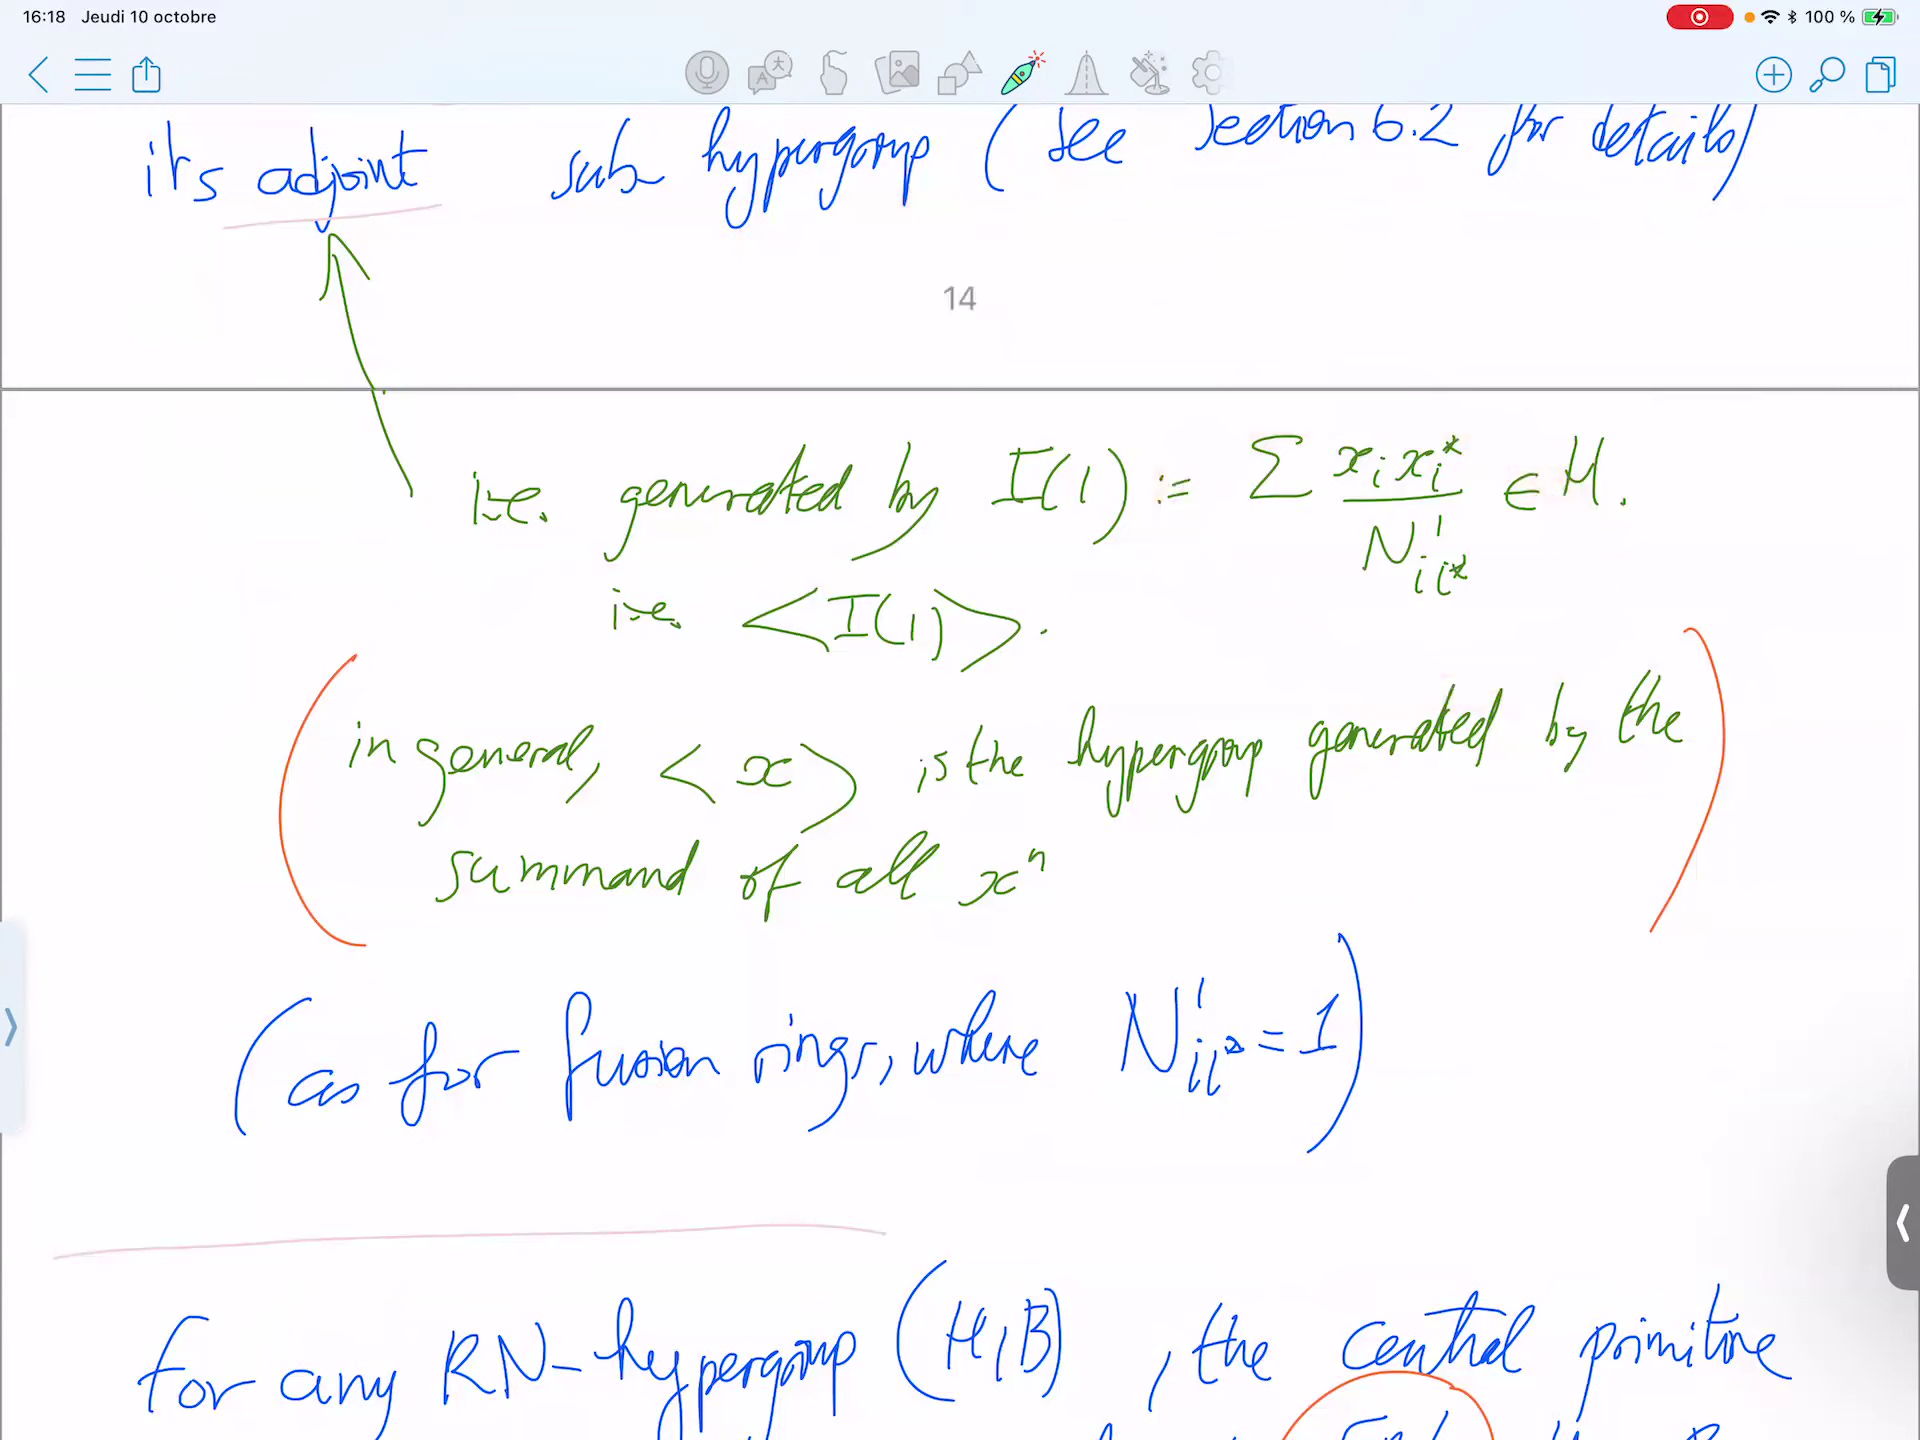 16:18 Jeudi 10 octobre 100 %
its adjoint sub hypergroup (see Section 6.2 for details)
14
i.e. generated by I(1) := ∑ x_i x_i^* / N_{ii^*}^1 ∈ H.
i.e. <I(1)>.
(in general, <x> is the hypergroup generated by the
summand of all x^n)
(as for fusion rings, where N_{ii^*}^1 = 1)
For any RN-hypergroup (H,B), the central primitive